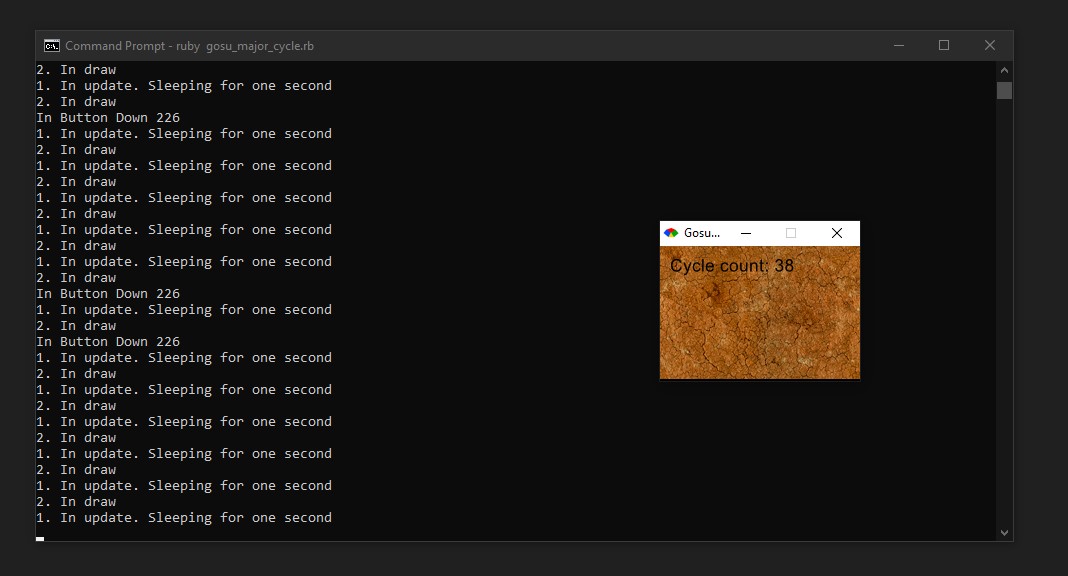 Command Prompt - ruby  gosu_major_cycle.rb
2. In draw
1. In update. Sleeping for one second
2. In draw
In Button Down 226
1. In update. Sleeping for one second
2. In draw
1. In update. Sleeping for one second
2. In draw
1. In update. Sleeping for one second
2. In draw
1. In update. Sleeping for one second
2. In draw
1. In update. Sleeping for one second
2. In draw
In Button Down 226
1. In update. Sleeping for one second
2. In draw
In Button Down 226
1. In update. Sleeping for one second
2. In draw
1. In update. Sleeping for one second
2. In draw
1. In update. Sleeping for one second
2. In draw
1. In update. Sleeping for one second
2. In draw
1. In update. Sleeping for one second
2. In draw
1. In update. Sleeping for one second
Gosu...
Cycle count: 38